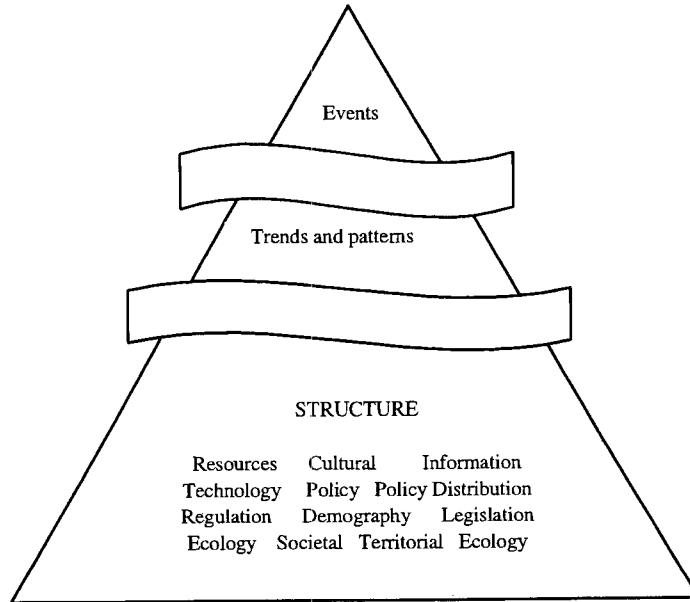 Events
Trends and patterns
STRUCTURE
Resources Cultural Information
Technology Policy Policy Distribution
Regulation Demography Legislation
Ecology Societal Territorial Ecology